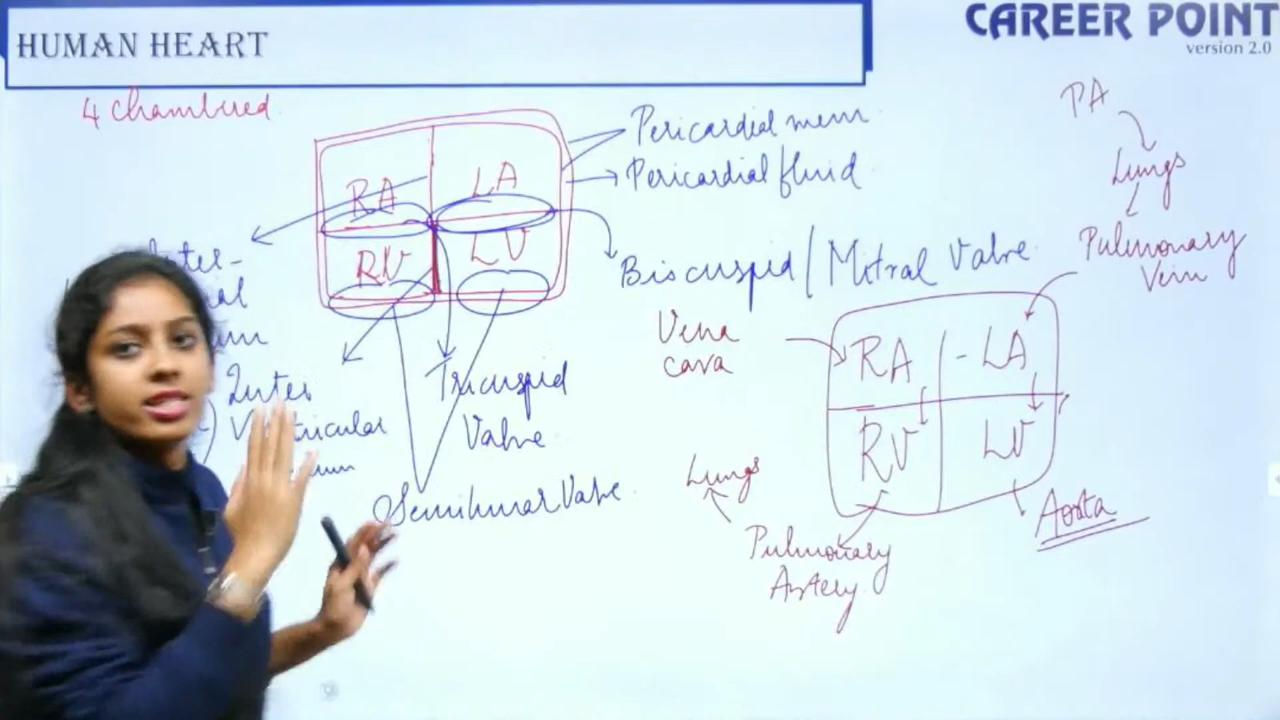 HUMAN HEART
CAREER POINT
version 2.0
4 chambered
RA
LA
RV
LV
Pericardial mem
Pericardial fluid
Biscuspid / Mitral Valve
Inter
Tricuspid
Valve
Semilunar Valve
PA
Lungs
Pulmonary
Vein
Vena
cava
RA
LA
RV
LV
Lungs
Pulmonary
Artery
Aorta